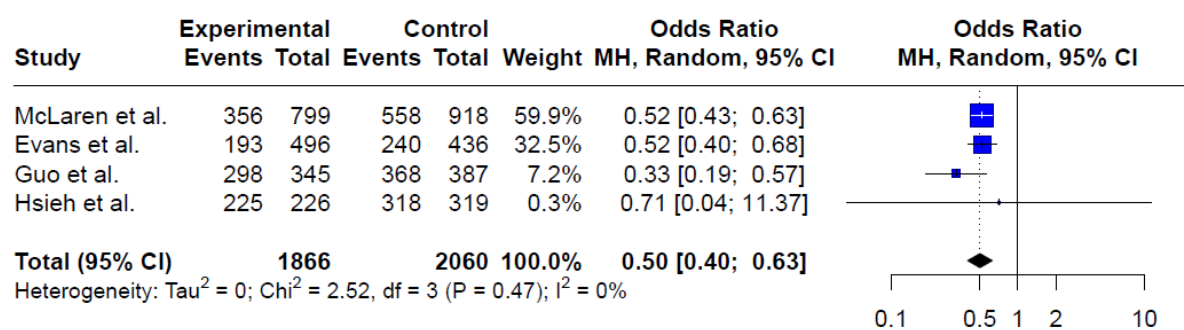 Experimental Control Odds Ratio Odds Ratio
Study Events Total Events Total Weight MH, Random, 95% CI MH, Random, 95% CI
McLaren et al. 356 799 558 918 59.9% 0.52 [0.43; 0.63]
Evans et al. 193 496 240 436 32.5% 0.52 [0.40; 0.68]
Guo et al. 298 345 368 387 7.2% 0.33 [0.19; 0.57]
Hsieh et al. 225 226 318 319 0.3% 0.71 [0.04; 11.37]
Total (95% CI) 1866 2060 100.0% 0.50 [0.40; 0.63]
Heterogeneity: Tau² = 0; Chi² = 2.52, df = 3 (P = 0.47); I² = 0%
0.1 0.5 1 2 10